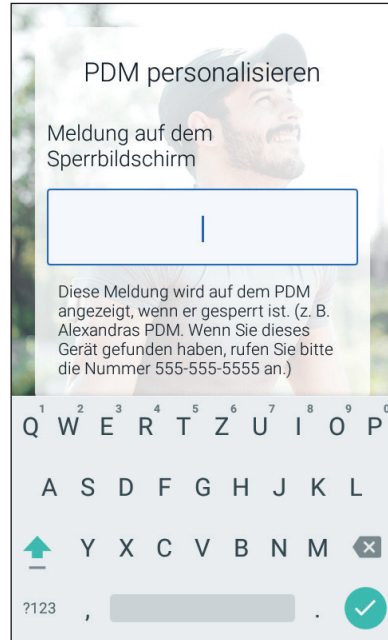 PDM personalisieren
Meldung auf dem
Sperrbildschirm
Diese Meldung wird auf dem PDM
angezeigt, wenn er gesperrt ist. (z. B.
Alexandras PDM. Wenn Sie dieses
Gerät gefunden haben, rufen Sie bitte
die Nummer 555-555-5555 an.)
1 2 3 4 5 6 7 8 9 0
Q W E R T Z U I O P
A S D F G H J K L
Y X C V B N M
?123 , .